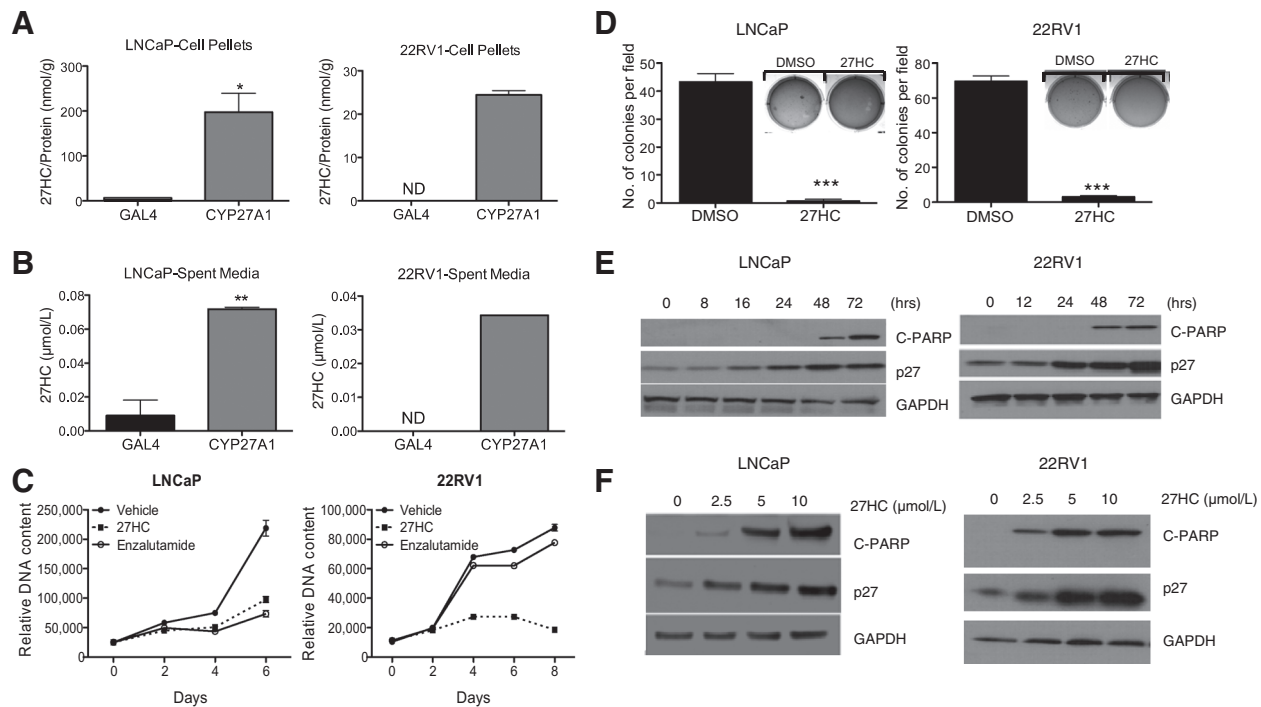 A
LNCaP-Cell Pellets
27HC/Protein (nmol/g)
300
200
100
0
*
GAL4
CYP27A1
22RV1-Cell Pellets
27HC/Protein (nmol/g)
30
20
10
0
ND
GAL4
CYP27A1
B
LNCaP-Spent Media
27HC (µmol/L)
0.08
0.06
0.04
0.02
0.00
**
GAL4
CYP27A1
22RV1-Spent Media
27HC (µmol/L)
0.04
0.03
0.02
0.01
0.00
ND
GAL4
CYP27A1
C
LNCaP
Relative DNA content
250,000
200,000
150,000
100,000
50,000
0
Vehicle
27HC
Enzalutamide
0 2 4 6
Days
22RV1
Relative DNA content
100,000
80,000
60,000
40,000
20,000
0
Vehicle
27HC
Enzalutamide
0 2 4 6 8
Days
D
LNCaP
No. of colonies per field
50
40
30
20
10
0
DMSO 27HC
***
DMSO
27HC
22RV1
No. of colonies per field
80
60
40
20
0
DMSO 27HC
***
DMSO
27HC
E
LNCaP
0 8 16 24 48 72 (hrs)
C-PARP
p27
GAPDH
22RV1
0 12 24 48 72 (hrs)
C-PARP
p27
GAPDH
F
LNCaP
0 2.5 5 10 27HC (µmol/L)
C-PARP
p27
GAPDH
22RV1
0 2.5 5 10 27HC (µmol/L)
C-PARP
p27
GAPDH